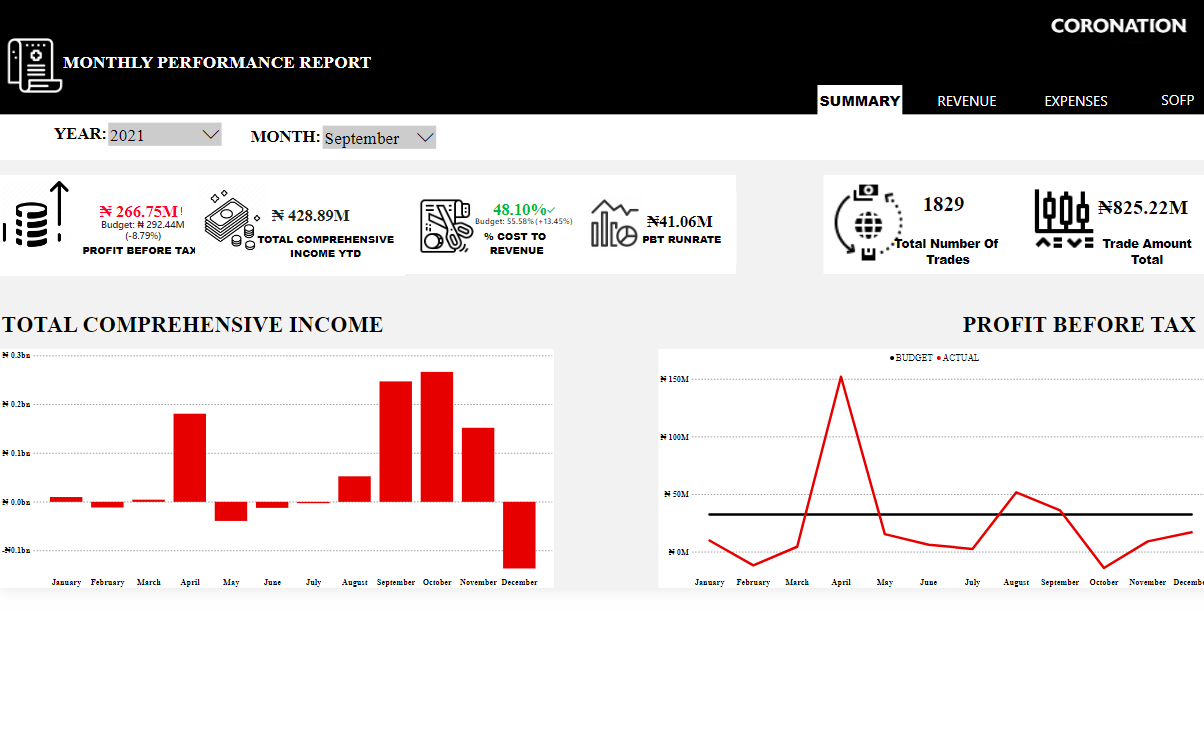 CORONATION
MONTHLY PERFORMANCE REPORT
SUMMARY REVENUE EXPENSES SOFP
YEAR: 2021 MONTH: September
₦ 266.75M!
Budget: ₦ 292.44M
(-8.79%)
PROFIT BEFORE TAX
₦ 428.89M
TOTAL COMPREHENSIVE
INCOME YTD
48.10%✓
Budget: 55.58% (+13.45%)
% COST TO
REVENUE
₦41.06M
PBT RUNRATE
1829
Total Number Of
Trades
₦825.22M
Trade Amount
Total
TOTAL COMPREHENSIVE INCOME
₦ 0.3bn
₦ 0.2bn
₦ 0.1bn
₦ 0.0bn
-₦0.1bn
January February March April May June July August September October November December
PROFIT BEFORE TAX
BUDGET ACTUAL
₦ 150M
₦ 100M
₦ 50M
₦ 0M
January February March April May June July August September October November Decembe